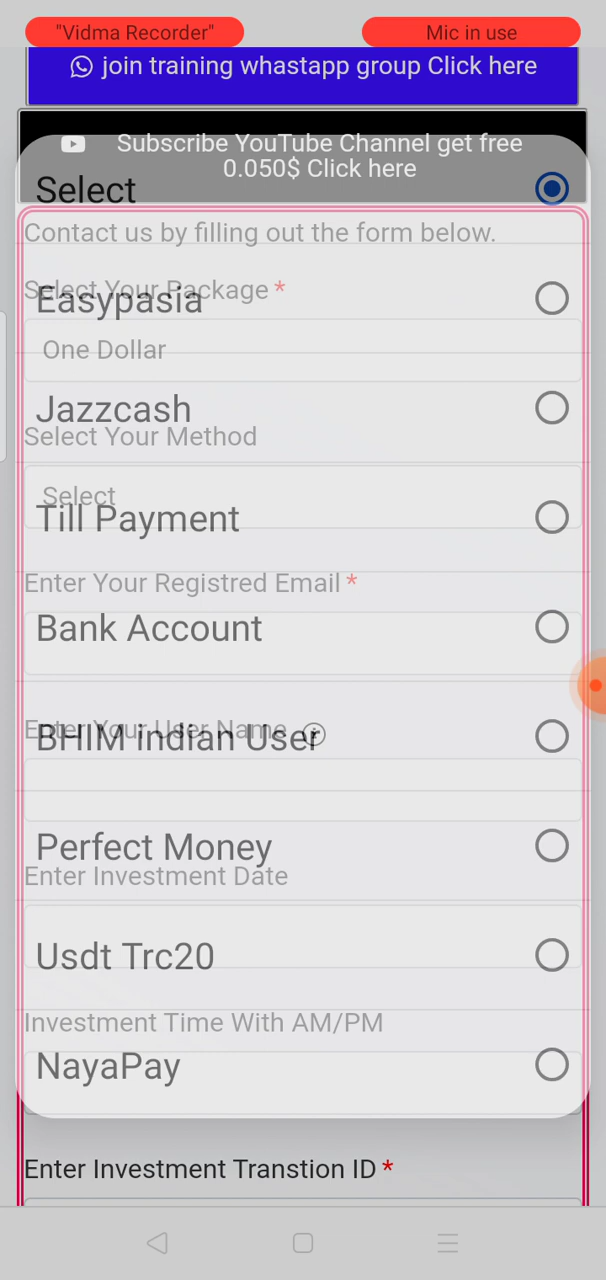 "Vidma Recorder"
Mic in use
join training whastapp group Click here
Subscribe YouTube Channel get free
0.050$ Click here
Select
Contact us by filling out the form below.
Select Your Package *
Easypasia
One Dollar
Jazzcash
Select Your Method
Select
Till Payment
Enter Your Registred Email *
Bank Account
Enter Your User Name
BHIM indian User
Perfect Money
Enter Investment Date
Usdt Trc20
Investment Time With AM/PM
NayaPay
Enter Investment Transtion ID *